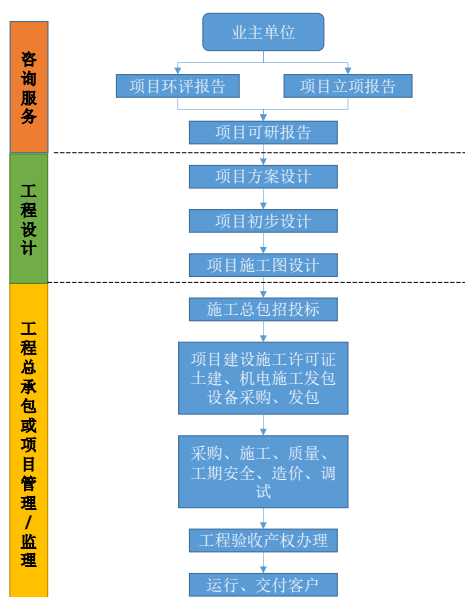 业主单位
咨询服务
项目环评报告
项目立项报告
项目可研报告
工程设计
项目方案设计
项目初步设计
项目施工图设计
工程总承包或项目管理/监理
施工总包招投标
项目建设施工许可证
土建、机电施工发包
设备采购、发包
采购、施工、质量、
工期安全、造价、调
试
工程验收产权办理
运行、交付客户